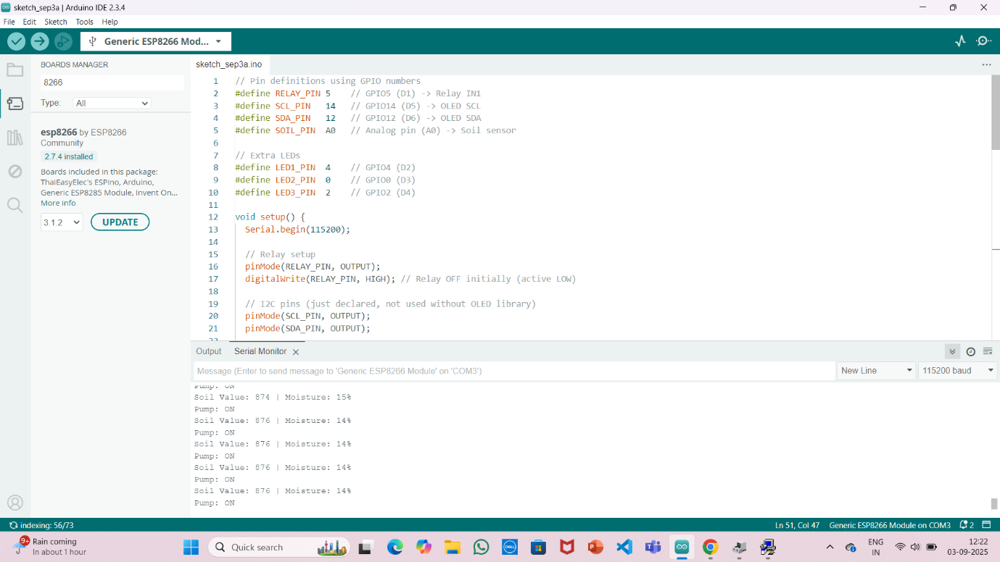 sketch_sep3a | Arduino IDE 2.3.4
File Edit Sketch Tools Help
Generic ESP8266 Mod...
BOARDS MANAGER
8266
Type: All
esp8266 by ESP8266
Community
2.7.4 installed
Boards included in this package:
ThaiEasyElec's ESPino, Arduino,
Generic ESP8285 Module, Invent On...
More info
3.1.2 UPDATE
sketch_sep3a.ino
1 // Pin definitions using GPIO numbers
2 #define RELAY_PIN 5 // GPIO5 (D1) -> Relay IN1
3 #define SCL_PIN 14 // GPIO14 (D5) -> OLED SCL
4 #define SDA_PIN 12 // GPIO12 (D6) -> OLED SDA
5 #define SOIL_PIN A0 // Analog pin (A0) -> Soil sensor
6
7 // Extra LEDs
8 #define LED1_PIN 4 // GPIO4 (D2)
9 #define LED2_PIN 0 // GPIO0 (D3)
10 #define LED3_PIN 2 // GPIO2 (D4)
11
12 void setup() {
13 Serial.begin(115200);
14
15 // Relay setup
16 pinMode(RELAY_PIN, OUTPUT);
17 digitalWrite(RELAY_PIN, HIGH); // Relay OFF initially (active LOW)
18
19 // I2C pins (just declared, not used without OLED library)
20 pinMode(SCL_PIN, OUTPUT);
21 pinMode(SDA_PIN, OUTPUT);
22
Output Serial Monitor
Message (Enter to send message to 'Generic ESP8266 Module' on 'COM3')
New Line 115200 baud
Pump: ON
Soil Value: 874 | Moisture: 15%
Pump: ON
Soil Value: 876 | Moisture: 14%
Pump: ON
Soil Value: 876 | Moisture: 14%
Pump: ON
Soil Value: 876 | Moisture: 14%
Pump: ON
Soil Value: 876 | Moisture: 14%
Pump: ON
indexing: 56/73
Ln 51, Col 47 Generic ESP8266 Module on COM3 2
9+
Rain coming
In about 1 hour
Quick search
DELL
ENG
IN
12:22
03-09-2025